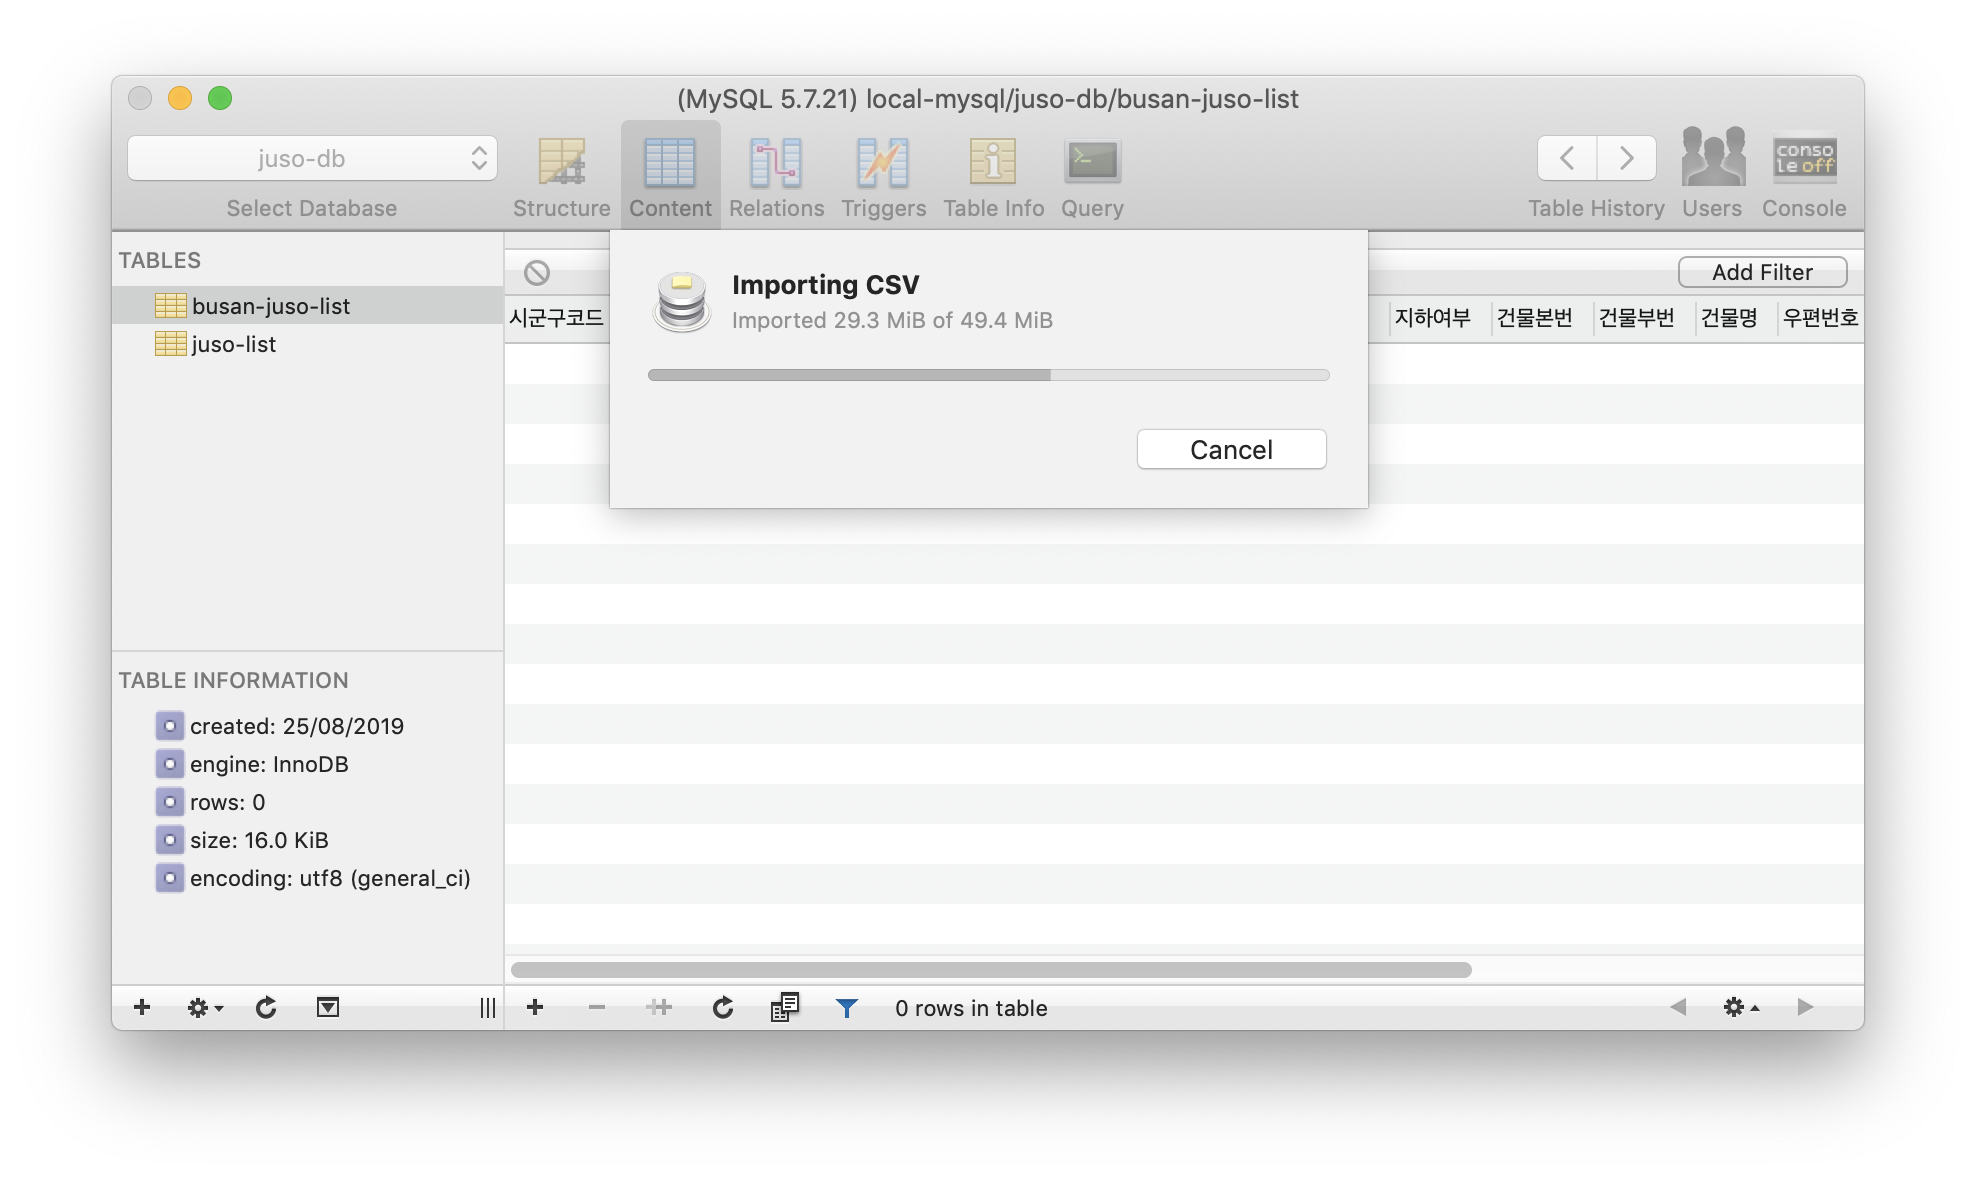 (MySQL 5.7.21) local-mysql/juso-db/busan-juso-list
juso-db
Select Database
Structure
Content
Relations
Triggers
Table Info
Query
Table History
Users
conso
le off
Console
TABLES
busan-juso-list
juso-list
Importing CSV
Imported 29.3 MiB of 49.4 MiB
Cancel
Add Filter
시군구코드
지하여부
건물본번
건물부번
건물명
우편번호
TABLE INFORMATION
created: 25/08/2019
engine: InnoDB
rows: 0
size: 16.0 KiB
encoding: utf8 (general_ci)
0 rows in table